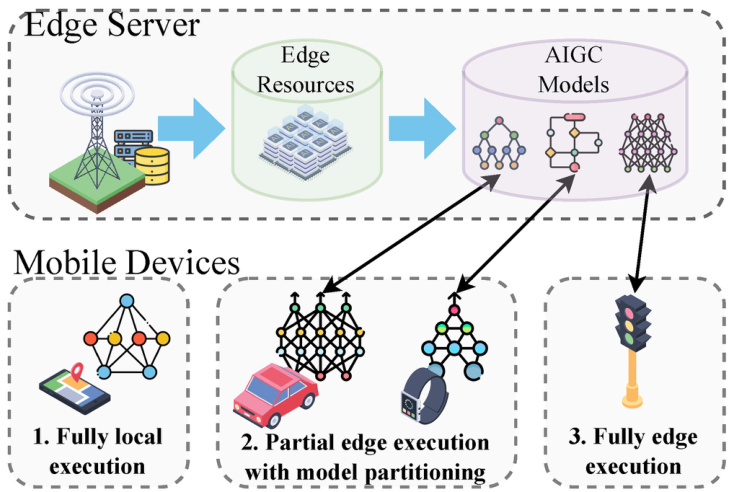 Edge Server
Edge
Resources
AIGC
Models
Mobile Devices
1. Fully local
execution
2. Partial edge execution
with model partitioning
3. Fully edge
execution